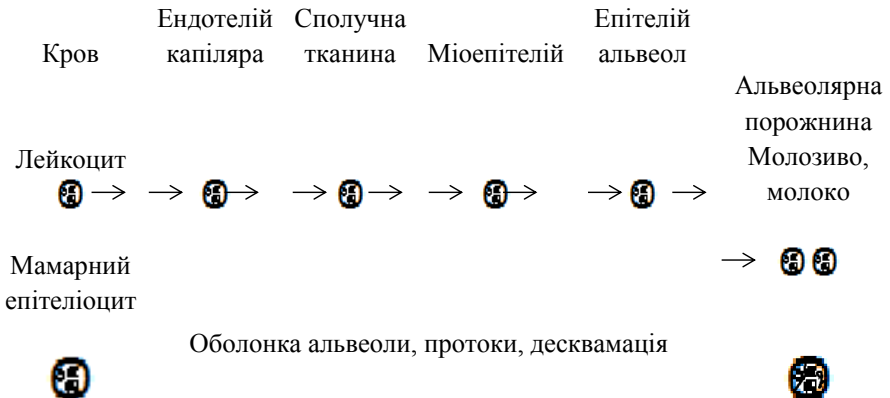 Кров
Ендотелій
капіляра
Сполучна
тканина
Міоепітелій
Епітелій
альвеол
Альвеолярна
порожнина
Молозиво,
молоко
Лейкоцит
Мамарний
епітеліоцит
Оболонка альвеоли, протоки, десквамація